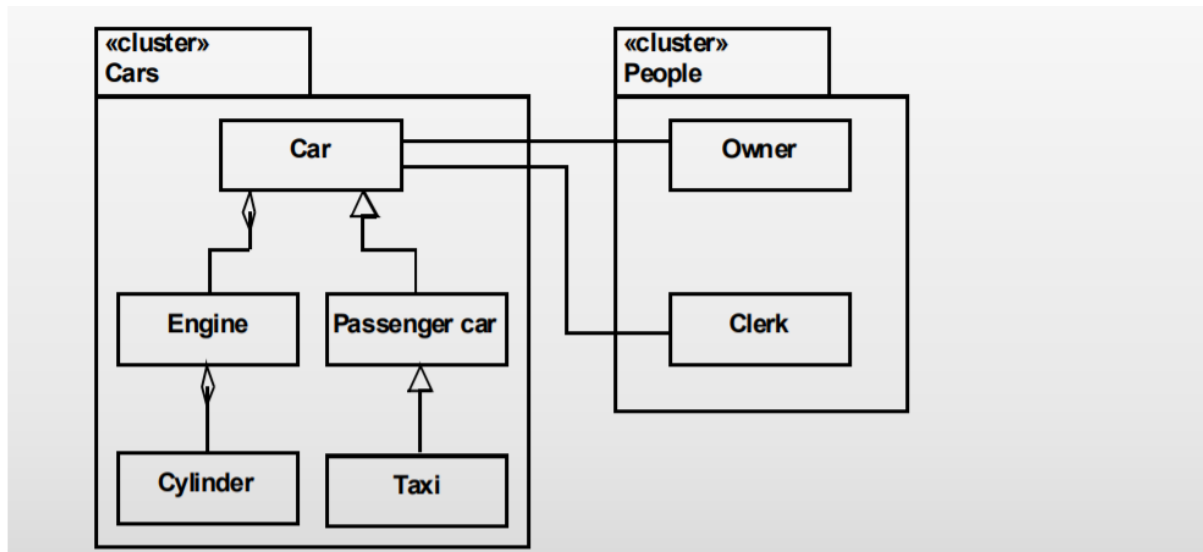 «cluster»
Cars
«cluster»
People
Car
Owner
Engine
Passenger car
Clerk
Cylinder
Taxi